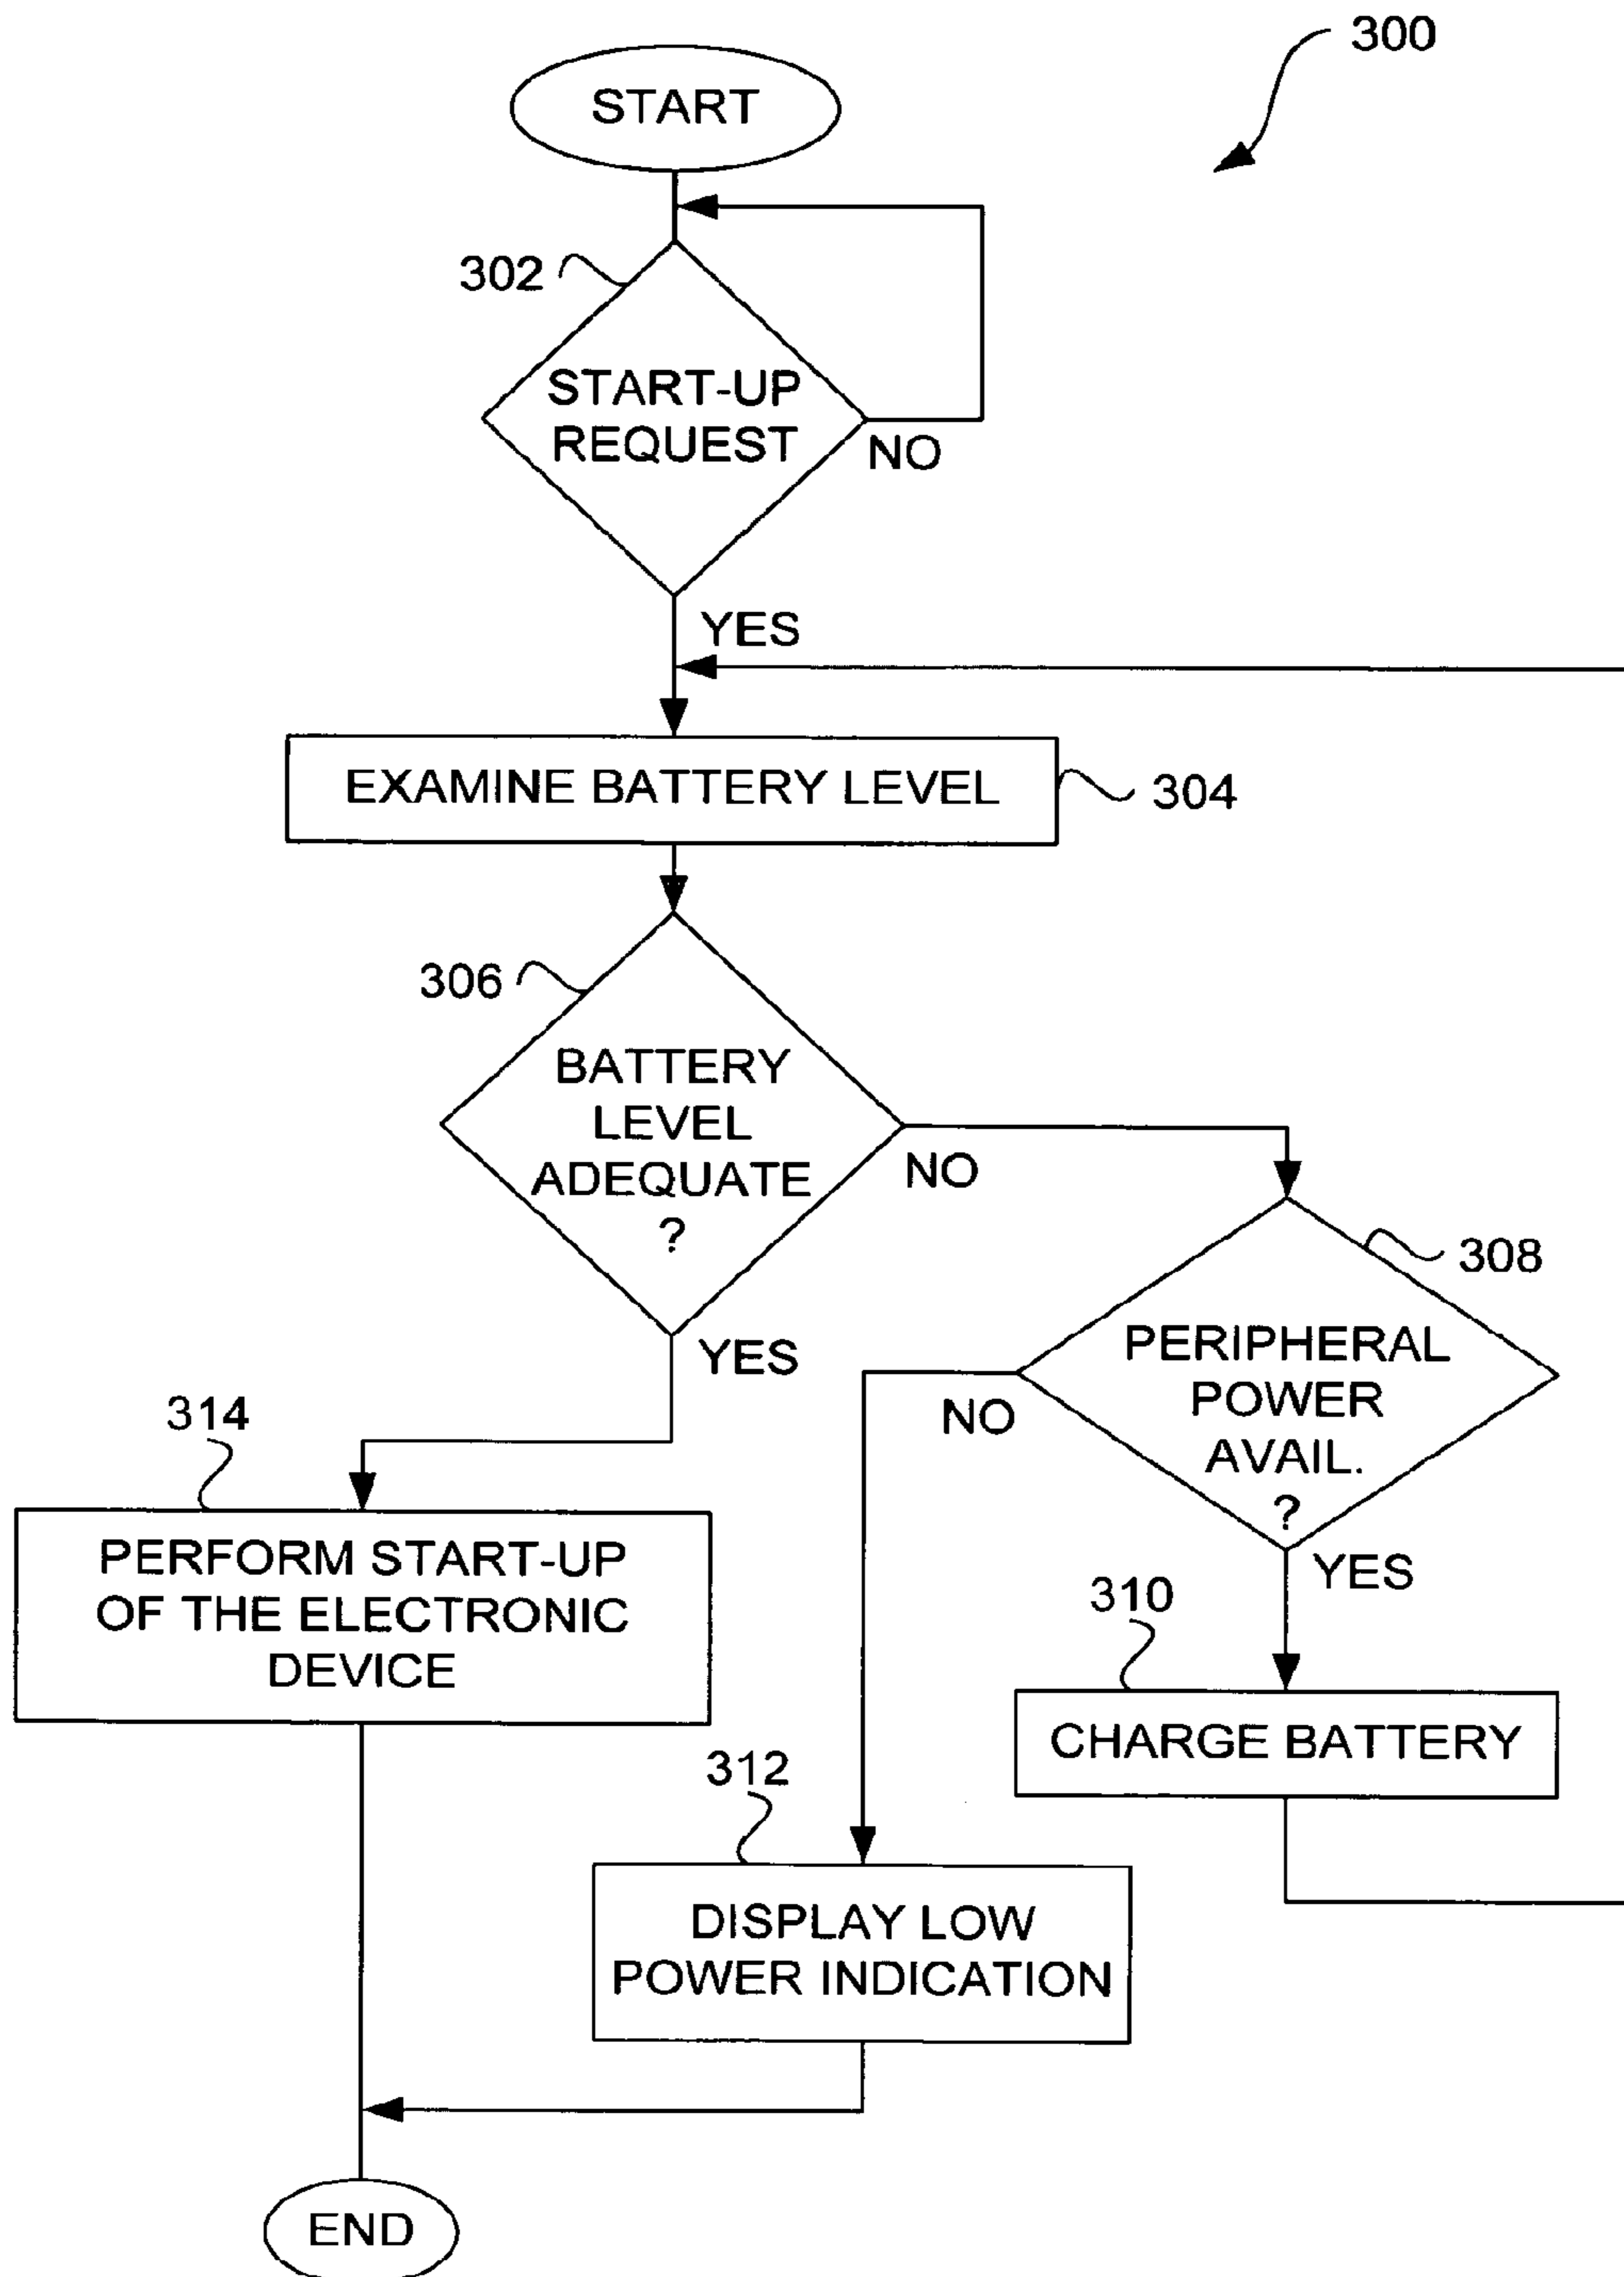 300
START
302
START-UP
REQUEST
NO
YES
EXAMINE BATTERY LEVEL
304
306
BATTERY
LEVEL
ADEQUATE
?
NO
YES
308
PERIPHERAL
POWER
AVAIL.
?
NO
YES
314
PERFORM START-UP
OF THE ELECTRONIC
DEVICE
310
CHARGE BATTERY
312
DISPLAY LOW
POWER INDICATION
END